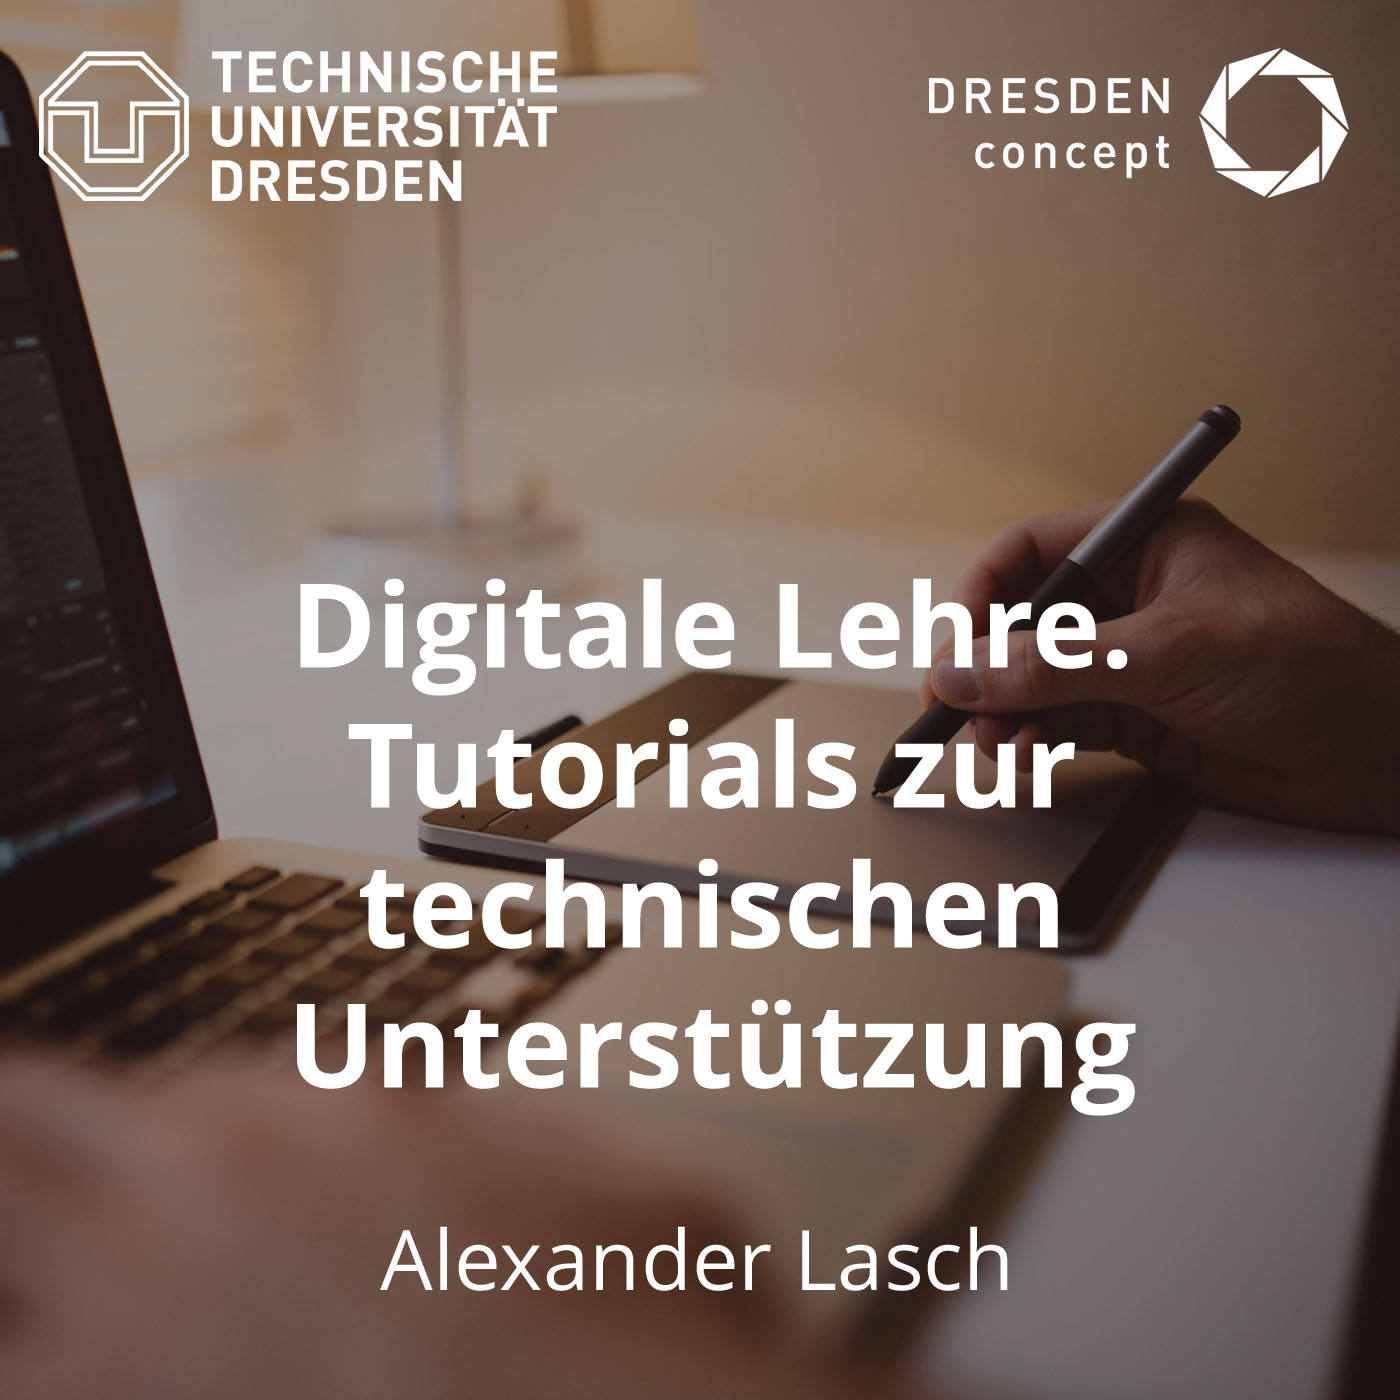 TECHNISCHE
UNIVERSITÄT
DRESDEN
DRESDEN
concept
Digitale Lehre.
Tutorials zur
technischen
Unterstützung
Alexander Lasch